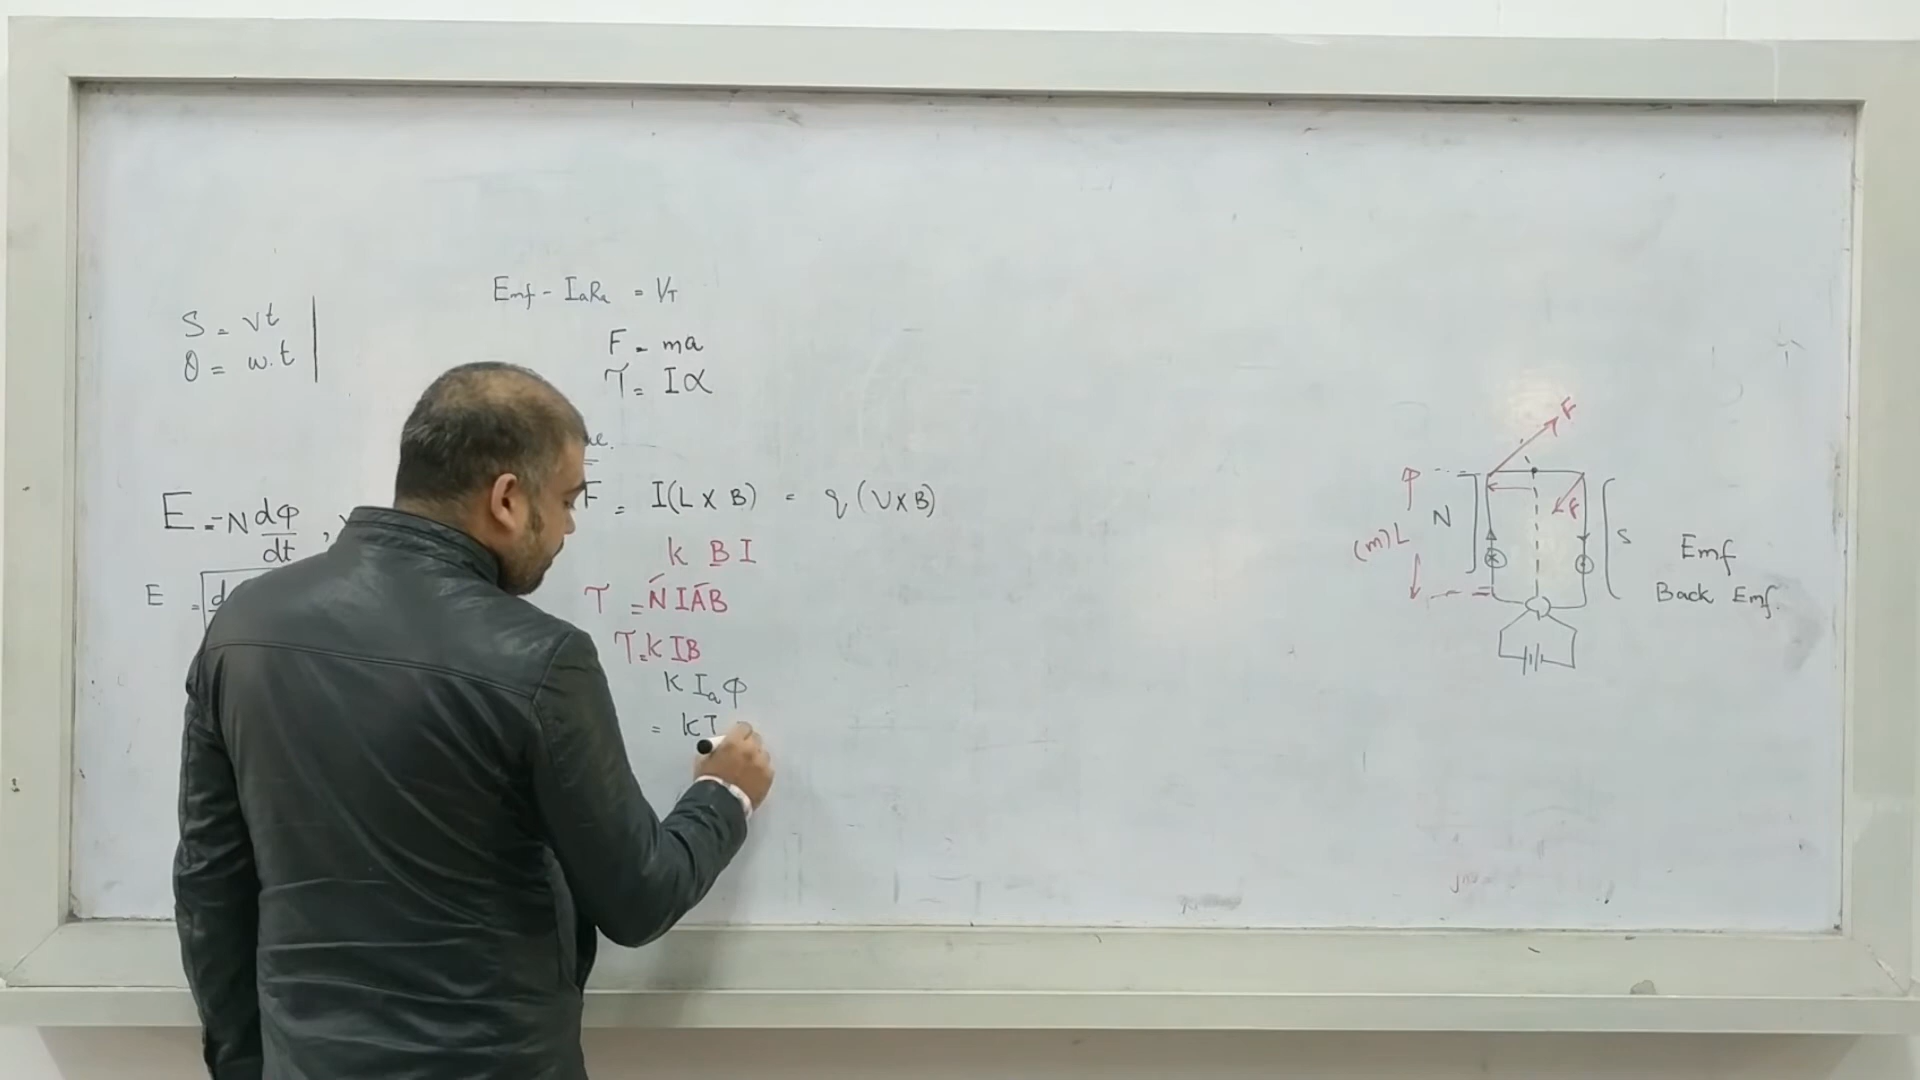 Emf - IaRa = VT
S = vt
θ = w.t
F = ma
T = Iα
E = -N dφ/dt ,
F = I(L x B) = q (V x B)
K B I
E = d
T = N I A B
T = K I B
K Ia φ
= K I
F
F
φ
N
S
(m)L
Emf
Back Emf.